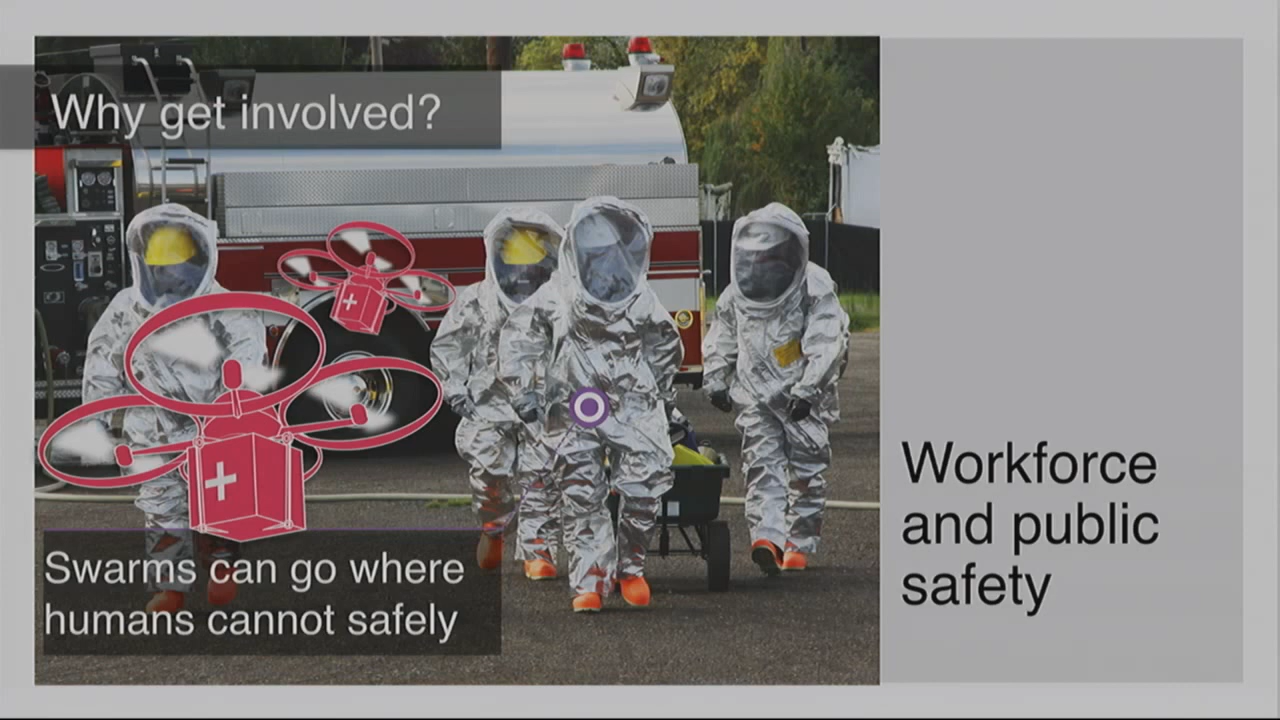 Why get involved?
Swarms can go where
humans cannot safely
Workforce
and public
safety